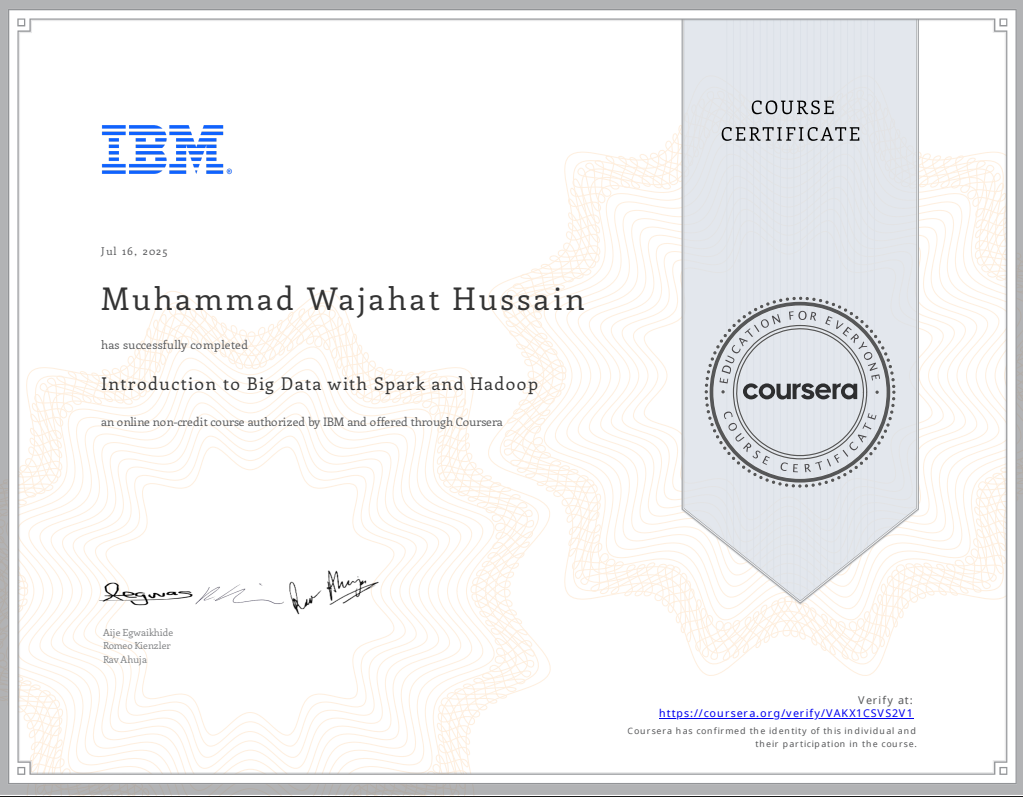 COURSE
CERTIFICATE
IBM®
Jul 16, 2025
Muhammad Wajahat Hussain
has successfully completed
Introduction to Big Data with Spark and Hadoop
an online non-credit course authorized by IBM and offered through Coursera
EDUCATION FOR EVERYONE
coursera
COURSE CERTIFICATE
Aije Egwaikhide
Romeo Kienzler
Rav Ahuja
Verify at:
https://coursera.org/verify/VAKX1CSVS2V1
Coursera has confirmed the identity of this individual and
their participation in the course.